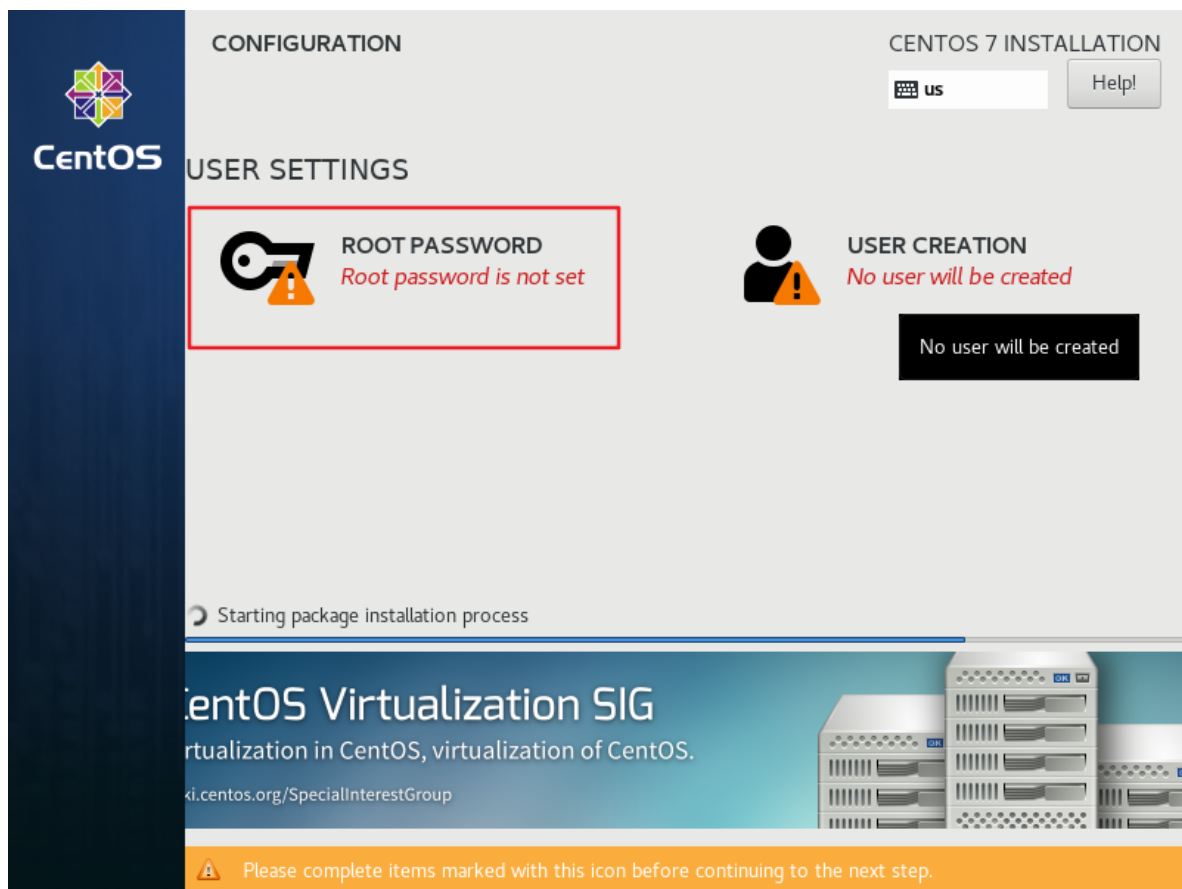 CentOS
CONFIGURATION
CENTOS 7 INSTALLATION
us
Help!
USER SETTINGS
ROOT PASSWORD
Root password is not set
USER CREATION
No user will be created
No user will be created
Starting package installation process
entOS Virtualization SIG
rtualization in CentOS, virtualization of CentOS.
ki.centos.org/SpecialInterestGroup
OK
OK
Please complete items marked with this icon before continuing to the next step.